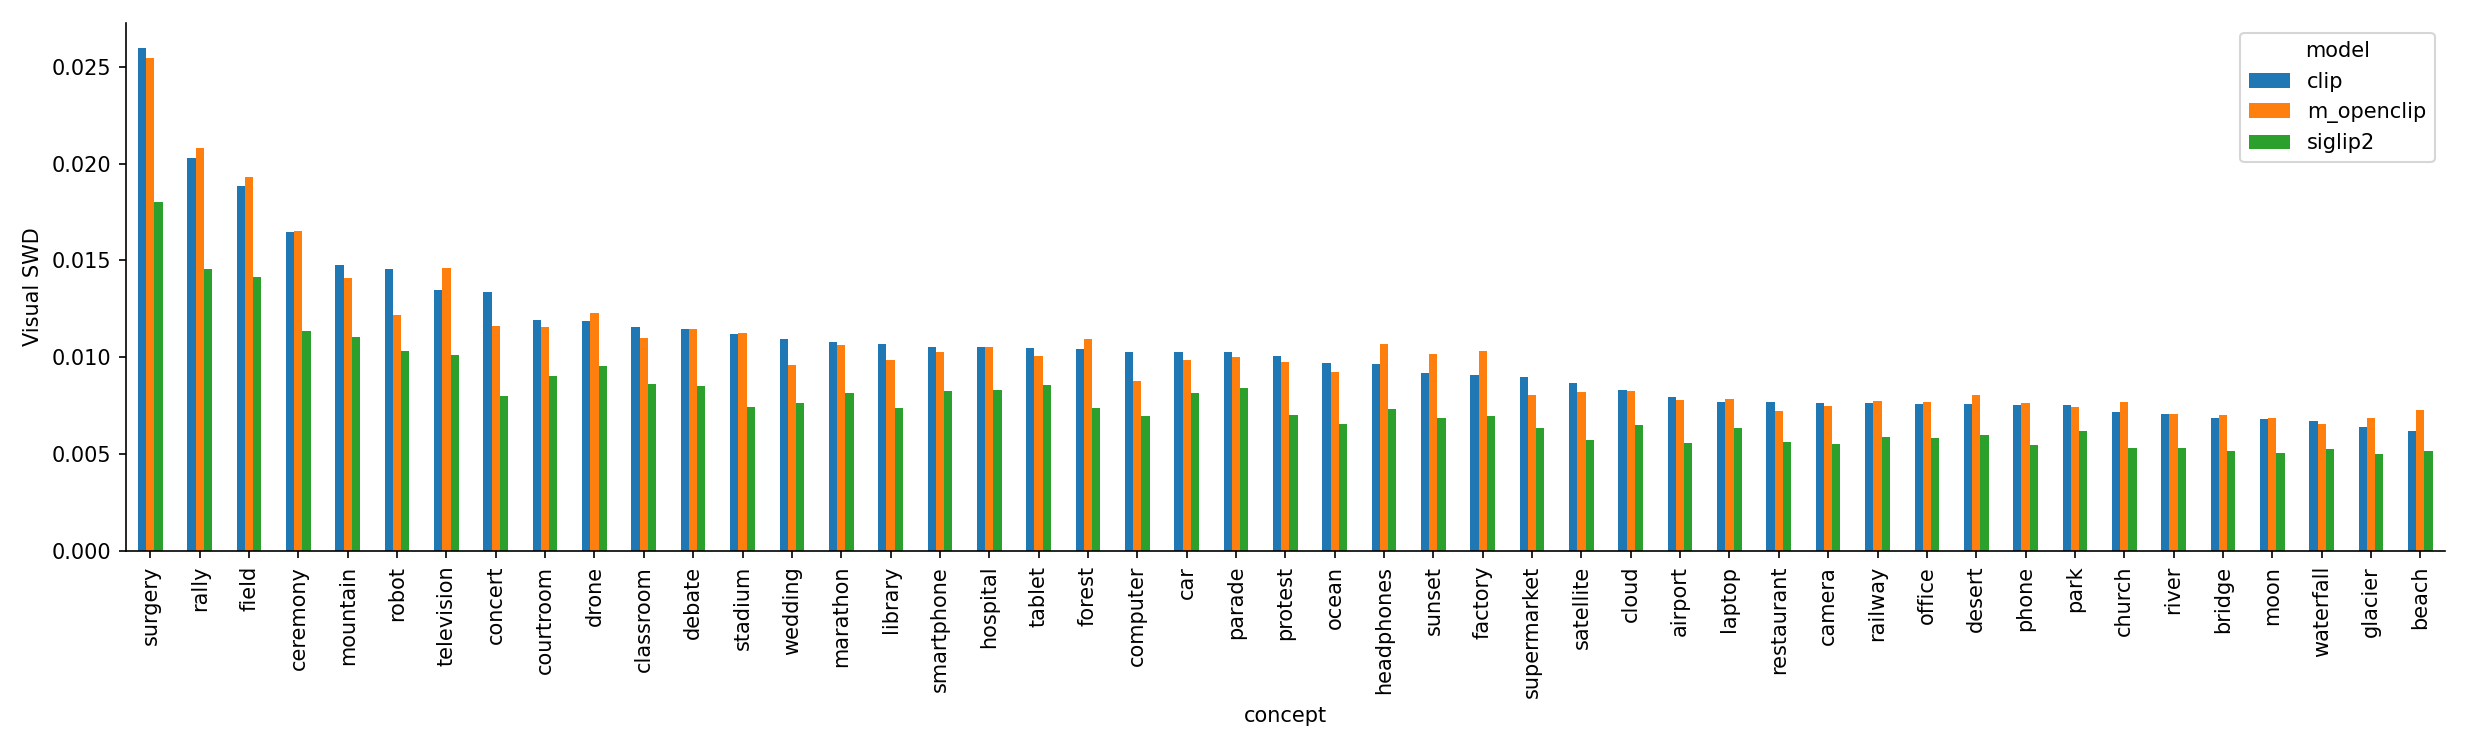 model
clip
m_openclip
siglip2
Visual SWD
0.025
0.020
0.015
0.010
0.005
0.000
surgery
rally
field
ceremony
mountain
robot
television
concert
courtroom
drone
classroom
debate
stadium
wedding
marathon
library
smartphone
hospital
tablet
forest
computer
car
parade
protest
ocean
headphones
sunset
factory
supermarket
satellite
cloud
airport
laptop
restaurant
camera
railway
office
desert
phone
park
church
river
bridge
moon
waterfall
glacier
beach
concept